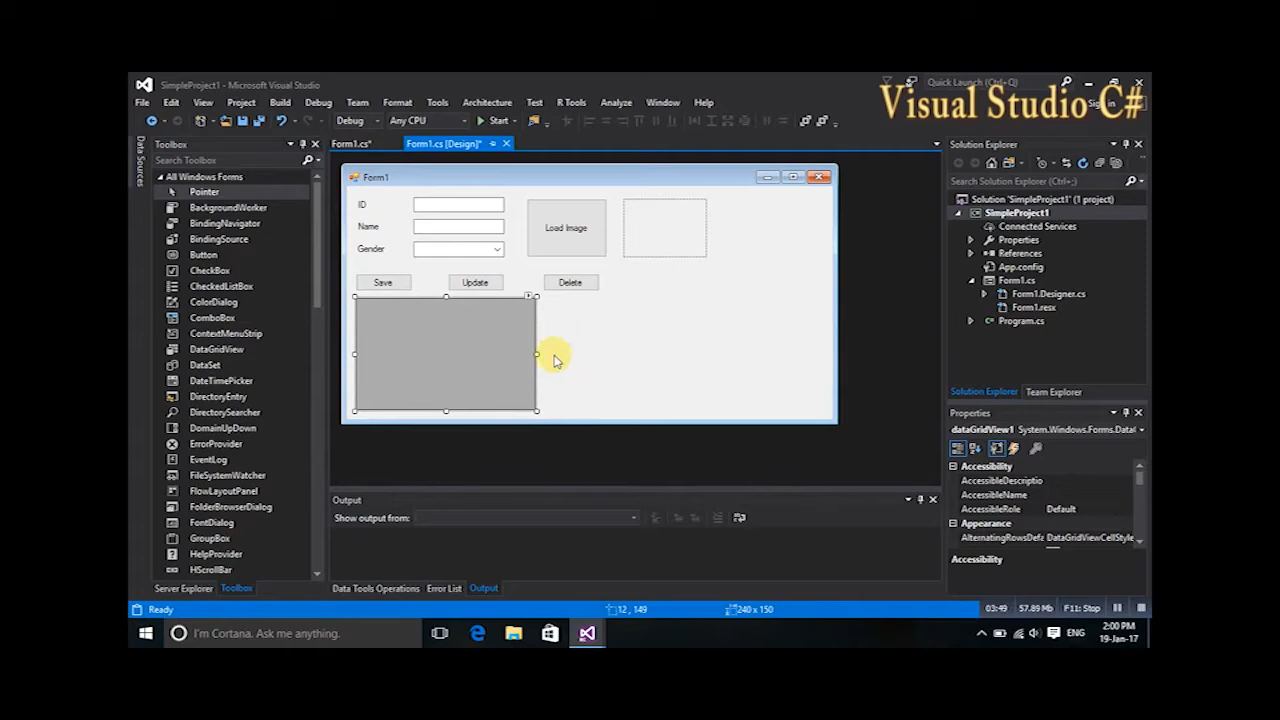 SimpleProject1 - Microsoft Visual Studio
Quick Launch (Ctrl+Q)
Visual Studio C#
File Edit View Project Build Debug Team Format Tools Architecture Test R Tools Analyze Window Help
Debug Any CPU Start
Data Sources
Toolbox
Search Toolbox
All Windows Forms
Pointer
BackgroundWorker
BindingNavigator
BindingSource
Button
CheckBox
CheckedListBox
ColorDialog
ComboBox
ContextMenuStrip
DataGridView
DataSet
DateTimePicker
DirectoryEntry
DirectorySearcher
DomainUpDown
ErrorProvider
EventLog
FileSystemWatcher
FlowLayoutPanel
FolderBrowserDialog
FontDialog
GroupBox
HelpProvider
HScrollBar
Server Explorer Toolbox
Form1.cs* Form1.cs [Design]*
Form1
ID
Name
Gender
Load Image
Save Update Delete
Output
Show output from:
Data Tools Operations Error List Output
Solution Explorer
Search Solution Explorer (Ctrl+;)
Solution 'SimpleProject1' (1 project)
SimpleProject1
Connected Services
Properties
References
App.config
Form1.cs
Form1.Designer.cs
Form1.resx
Program.cs
Solution Explorer Team Explorer
Properties
dataGridView1 System.Windows.Forms.Datal
Accessibility
AccessibleDescriptio
AccessibleName
AccessibleRole Default
Appearance
AlternatingRowsDefa DataGridViewCellStyle
Accessibility
Ready 12 , 149 240 x 150 03:49 57.89 Mb F11: Stop
I'm Cortana. Ask me anything.
ENG
2:00 PM
19-Jan-17